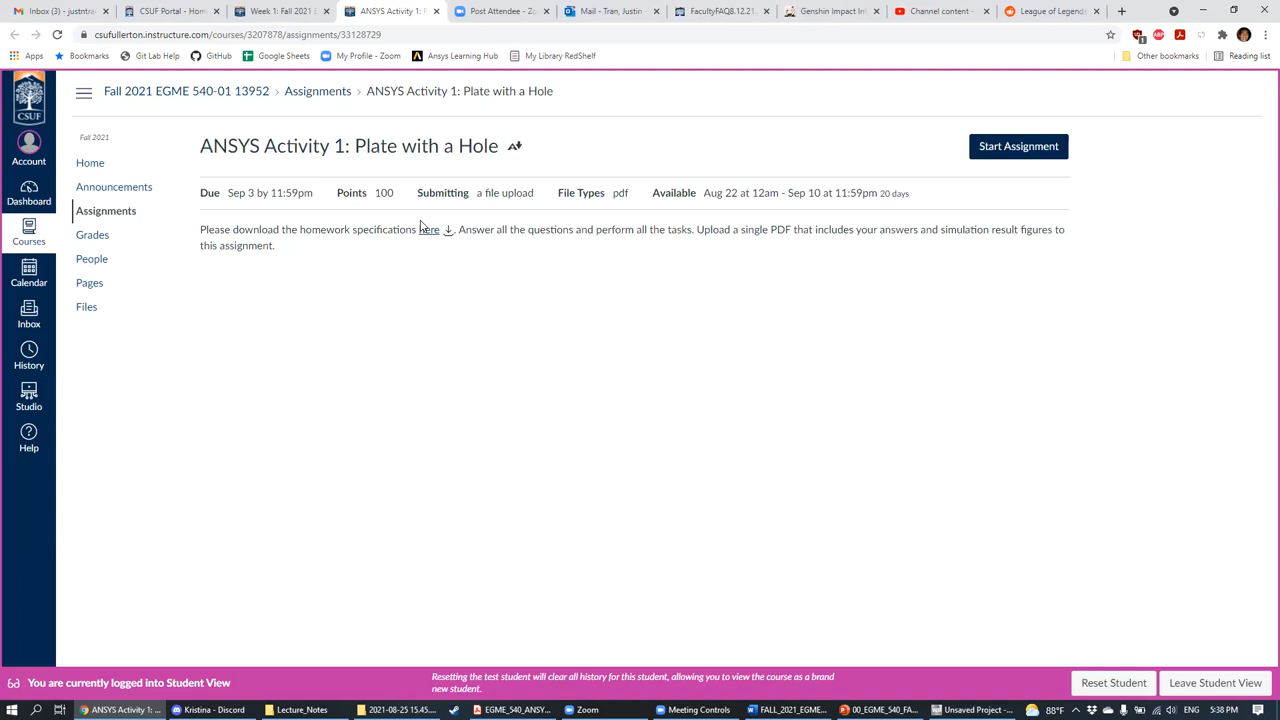 Inbox (3) - justntra
CSUF Portal - Home
Week 1: Fall 2021 E
ANSYS Activity 1: P
Post Attendee - Zo
Mail - Tran, Justin
FacultyFAQ8.12.21.
Genshin Impact Int
Channel content -
League of Legends
csufullerton.instructure.com/courses/3207878/assignments/33128729
Apps
Bookmarks
Git Lab Help
GitHub
Google Sheets
My Profile - Zoom
Ansys Learning Hub
My Library RedShelf
Other bookmarks
Reading list
CSUF
Account
Dashboard
Courses
Calendar
Inbox
History
Studio
Help
Fall 2021 EGME 540-01 13952 › Assignments › ANSYS Activity 1: Plate with a Hole
Fall 2021
Home
Announcements
Assignments
Grades
People
Pages
Files
ANSYS Activity 1: Plate with a Hole
Start Assignment
Due Sep 3 by 11:59pm Points 100 Submitting a file upload File Types pdf Available Aug 22 at 12am - Sep 10 at 11:59pm 20 days
Please download the homework specifications here . Answer all the questions and perform all the tasks. Upload a single PDF that includes your answers and simulation result figures to
this assignment.
You are currently logged into Student View
Resetting the test student will clear all history for this student, allowing you to view the course as a brand
new student.
Reset Student
Leave Student View
ANSYS Activity 1: ...
Kristina - Discord
Lecture_Notes
2021-08-25 15.45...
EGME_540_ANSY...
Zoom
Meeting Controls
FALL_2021_EGME...
00_EGME_540_FA...
Unsaved Project -...
88°F
ENG
5:38 PM